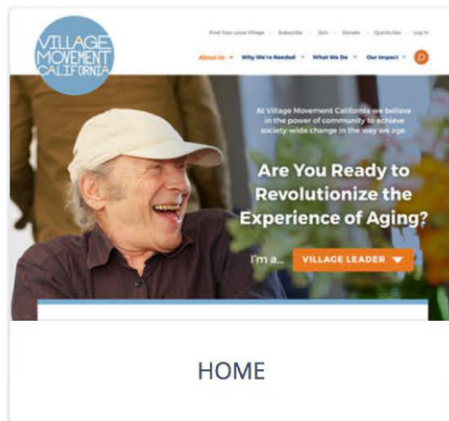 VILLAGE
MOVEMENT
CALIFORNIA
Find Your Local Village Subscribe Join Donate Quicklinks Log In
About Us Why We're Needed What We Do Our Impact
At Village Movement California we believe
in the power of community to achieve
society-wide change in the way we age.
Are You Ready to
Revolutionize the
Experience of Aging?
I'm a... VILLAGE LEADER
HOME